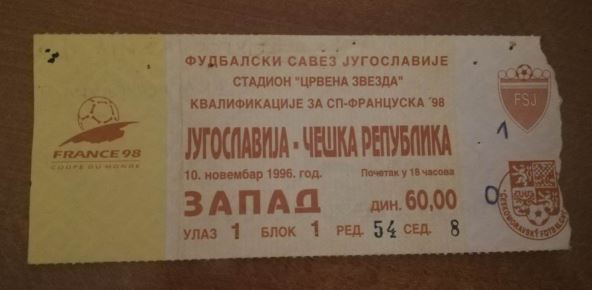 ФУДБАЛСКИ САВЕЗ ЈУГОСЛАВИЈЕ
СТАДИОН "ЦРВЕНА ЗВЕЗДА"
КВАЛИФИКАЦИЈЕ ЗА СП-ФРАНЦУСКА '98
ЈУГОСЛАВИЈА - ЧЕШКА РЕПУБЛИКА
10. новембар 1996. год. Почетак у 18 часова
ЗАПАД ДИН. 60,00
УЛАЗ 1 БЛОК 1 РЕД. 54 СЕД. 8
FRANCE 98
COUPE DU MONDE
FSJ
1
0
ČESKOMORAVSKÝ FOTBALOVÝ